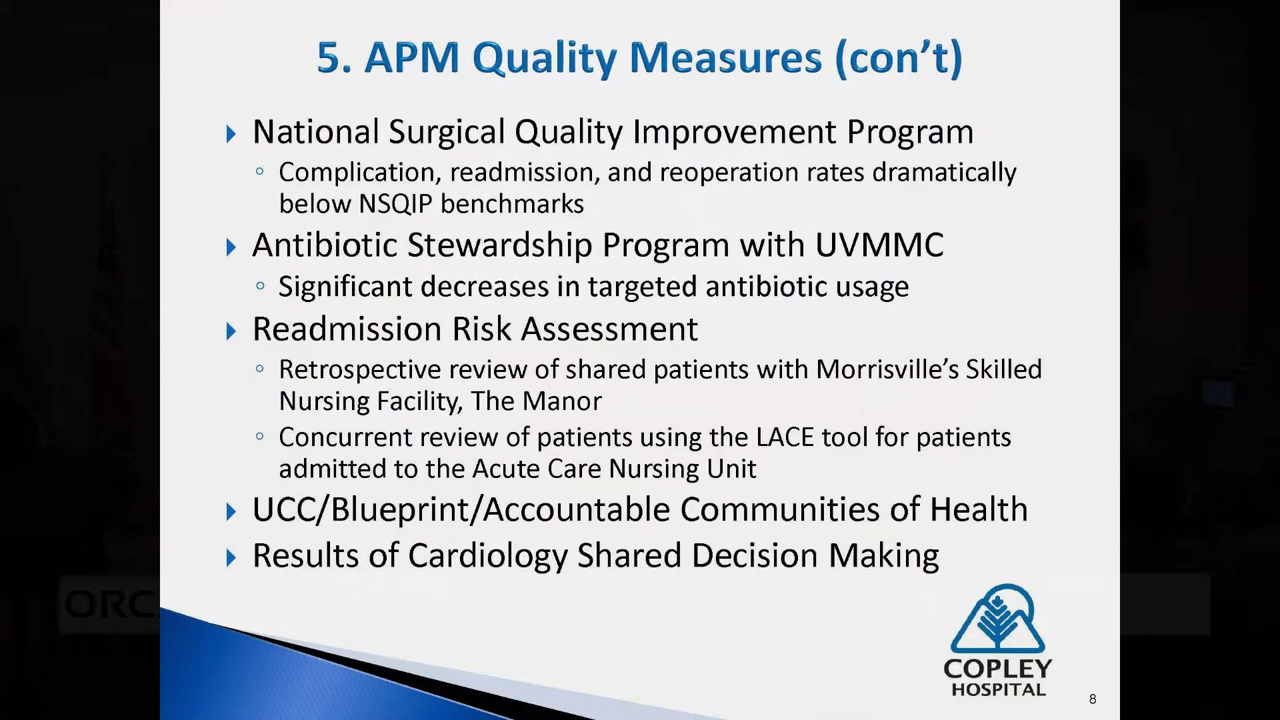 5. APM Quality Measures (con’t)
National Surgical Quality Improvement Program
Complication, readmission, and reoperation rates dramatically
below NSQIP benchmarks
Antibiotic Stewardship Program with UVMMC
Significant decreases in targeted antibiotic usage
Readmission Risk Assessment
Retrospective review of shared patients with Morrisville’s Skilled
Nursing Facility, The Manor
Concurrent review of patients using the LACE tool for patients
admitted to the Acute Care Nursing Unit
UCC/Blueprint/Accountable Communities of Health
Results of Cardiology Shared Decision Making
COPLEY
HOSPITAL
8